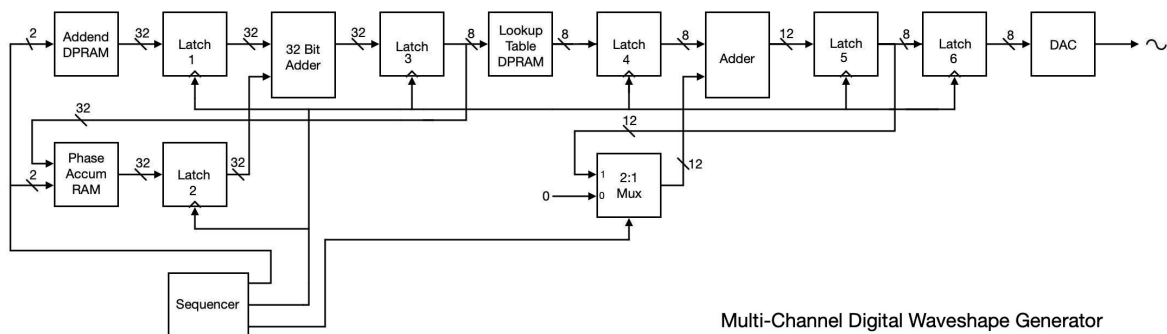 2
Addend
DPRAM
32
Latch
1
32
32 Bit
Adder
32
Latch
3
8
Lookup
Table
DPRAM
8
Latch
4
8
Adder
12
Latch
5
8
Latch
6
8
DAC
32
12
2
Phase
Accum
RAM
32
Latch
2
32
1
2:1
Mux
0
0
12
Sequencer
Multi-Channel Digital Waveshape Generator